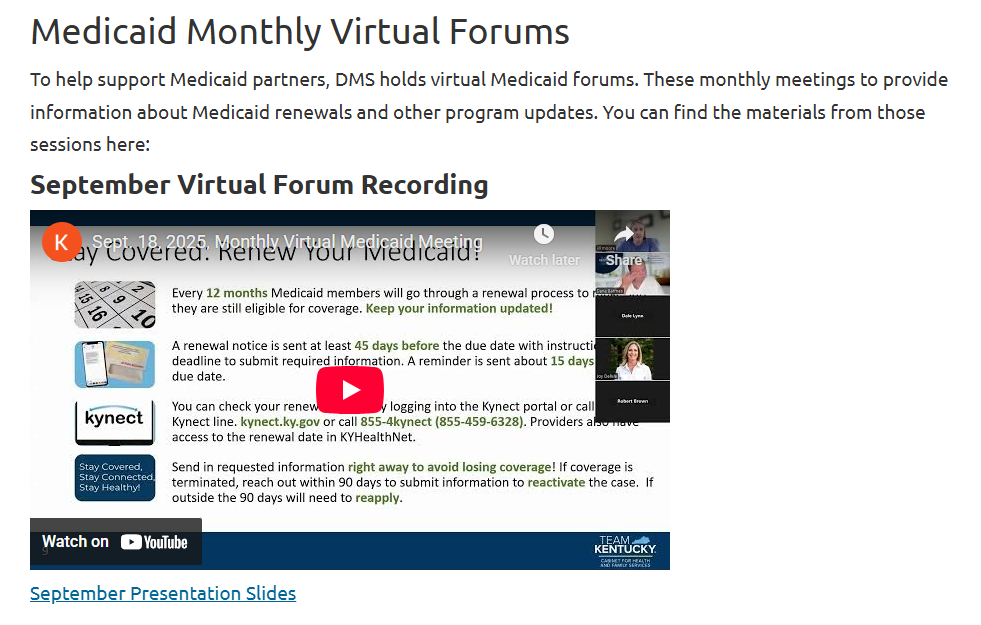 Medicaid Monthly Virtual Forums
To help support Medicaid partners, DMS holds virtual Medicaid forums. These monthly meetings to provide
information about Medicaid renewals and other program updates. You can find the materials from those
sessions here:
September Virtual Forum Recording
K
Sept. 18, 2025, Monthly Virtual Medicaid Meeting
Watch later
Share
ay Covered: Renew Your Medicaid!
Every 12 months Medicaid members will go through a renewal process to
they are still eligible for coverage. Keep your information updated!
A renewal notice is sent at least 45 days before the due date with instructi
deadline to submit required information. A reminder is sent about 15 days
due date.
You can check your renew y logging into the Kynect portal or call
Kynect line. kynect.ky.gov or call 855-4kynect (855-459-6328). Providers also have
access to the renewal date in KYHealthNet.
Send in requested information right away to avoid losing coverage! If coverage is
terminated, reach out within 90 days to submit information to reactivate the case. If
outside the 90 days will need to reapply.
15 16 8 9 2 10
kynect
Stay Covered,
Stay Connected,
Stay Healthy!
Dale Lynn
Robert Brown
Watch on YouTube
9
TEAM
KENTUCKY
CABINET FOR HEALTH
AND FAMILY SERVICES
September Presentation Slides